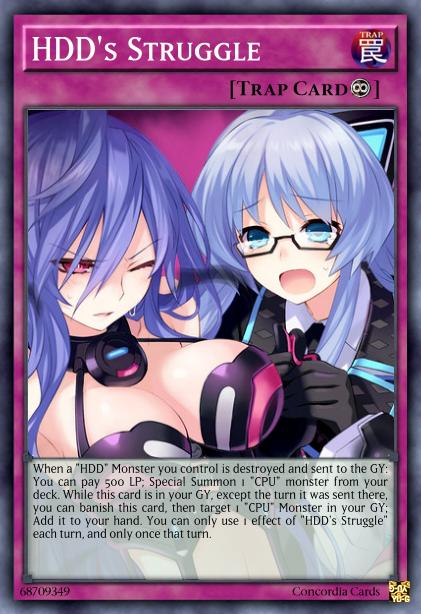 HDD's Struggle
TRAP
罠
[Trap Card ]
When a "HDD" Monster you control is destroyed and sent to the GY:
You can pay 500 LP; Special Summon 1 "CPU" monster from your
deck. While this card is in your GY, except the turn it was sent there,
you can banish this card, then target 1 "CPU" Monster in your GY;
Add it to your hand. You can only use 1 effect of "HDD's Struggle"
each turn, and only once that turn.
68709349
Concordia Cards